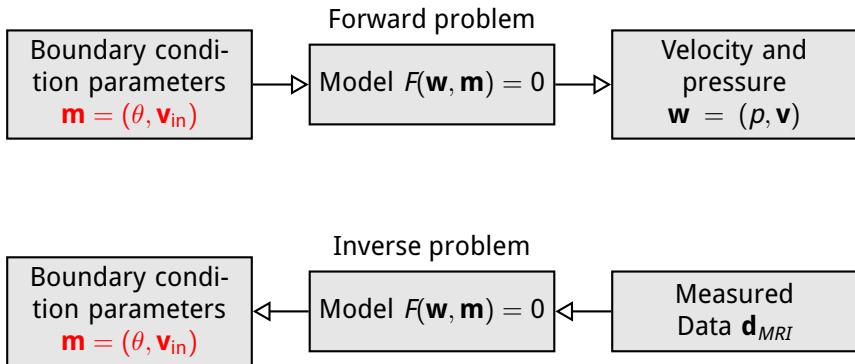 Forward problem
Boundary condi-
tion parameters
m = (θ, v_in)
Model F(w, m) = 0
Velocity and
pressure
w = (p, v)
Inverse problem
Boundary condi-
tion parameters
m = (θ, v_in)
Model F(w, m) = 0
Measured
Data d_MRI